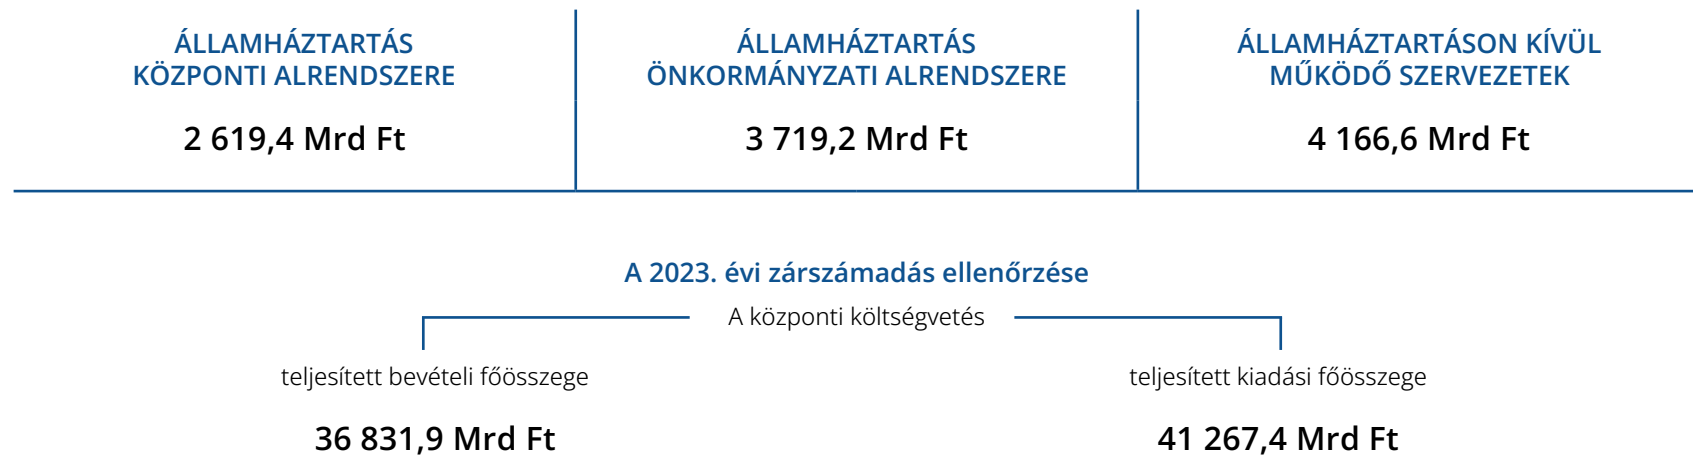 ÁLLAMHÁZTARTÁS
KÖZPONTI ALRENDSZERE
2 619,4 Mrd Ft
ÁLLAMHÁZTARTÁS
ÖNKORMÁNYZATI ALRENDSZERE
3 719,2 Mrd Ft
ÁLLAMHÁZTARTÁSON KÍVÜL
MŰKÖDŐ SZERVEZETEK
4 166,6 Mrd Ft
A 2023. évi zárszámadás ellenőrzése
A központi költségvetés
teljesített bevételi főösszege
36 831,9 Mrd Ft
teljesített kiadási főösszege
41 267,4 Mrd Ft